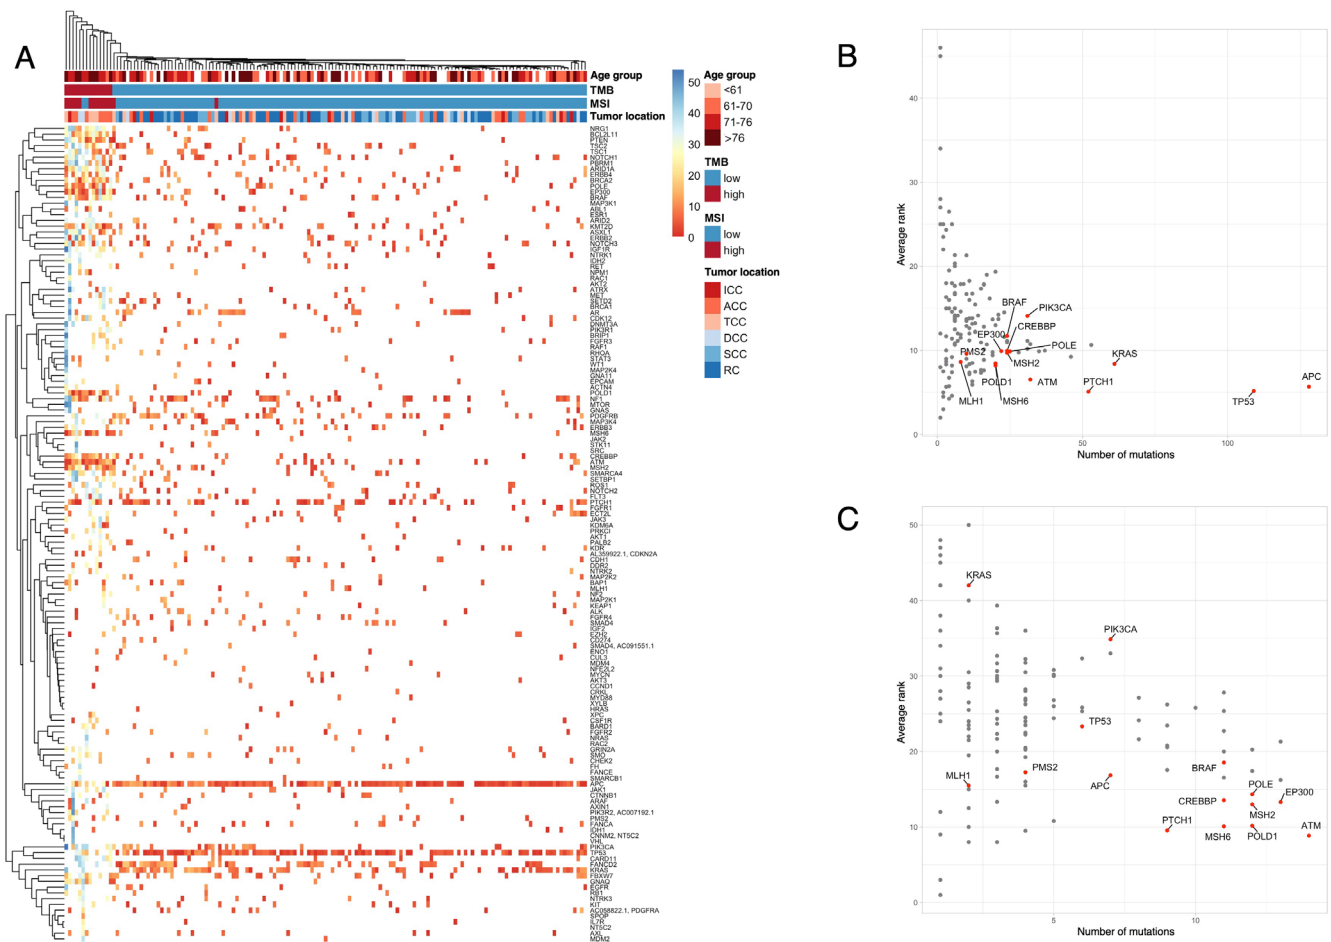 A
Age group
TMB
MSI
Tumor location
NRG1
BCL2L11
PTEN
TSC2
TSC1
NOTCH1
PBRM1
ARID1A
ERBB4
BRCA2
POLE
EP300
BRAF
MAP3K1
ABL1
ESR1
ARID2
KMT2D
ASXL1
ERBB2
NOTCH3
IGF1R
NTRK1
IDH2
RET
NPM1
RAC1
AKT2
ATRX
MET
SETD2
BRCA1
AR
CDK12
DNMT3A
PIK3R1
BRIP1
FGFR3
RAF1
RHOA
STAT3
WT1
MAP2K4
GNA11
EPCAM
ACTN4
POLD1
NF1
MTOR
GNAS
PDGFRB
MAP3K4
ERBB3
MSH6
JAK2
STK11
SRC
CREBBP
ATM
MSH2
SMARCA4
SETBP1
ROS1
NOTCH2
FLT3
PTCH1
FGFR1
ECT2L
JAK3
KDM6A
PRKCI
AKT1
PALB2
KDR
AL359922.1, CDKN2A
CDH1
DDR2
NTRK2
MAP2K2
BAP1
MLH1
NF2
MAP2K1
KEAP1
ALK
FGFR4
SMAD4
IGF2
EZH2
CD274
SMAD4, AC091551.1
ENO1
CUL3
MDM4
NFE2L2
MYCN
AKT3
CCND1
CRKL
MYD88
XYLB
HRAS
XPC
CSF1R
BARD1
FGFR2
NRAS
RAC2
GRIN2A
SMO
CHEK2
FH
FANCE
SMARCB1
APC
JAK1
CTNNB1
ARAF
AXIN1
PIK3R2, AC007192.1
PMS2
FANCA
IDH1
CNNM2, NT5C2
VHL
PIK3CA
TP53
CARD11
FANCD2
KRAS
FBXW7
GNAQ
EGFR
RB1
NTRK3
KIT
AC058822.1, PDGFRA
SPOP
IL7R
NT5C2
AXL
MDM2
50
40
30
20
10
0
Age group
<61
61-70
71-76
>76
TMB
low
high
MSI
low
high
Tumor location
ICC
ACC
TCC
DCC
SCC
RC
B
Average rank
40
30
20
10
0
BRAF
PIK3CA
EP300
CREBBP
PMS2
POLE
MSH2
KRAS
MLH1
POLD1
MSH6
ATM
PTCH1
TP53
APC
0
50
100
Number of mutations
C
Average rank
50
40
30
20
10
0
KRAS
PIK3CA
TP53
MLH1
PMS2
APC
BRAF
POLE
EP300
CREBBP
MSH2
PTCH1
MSH6
POLD1
ATM
5
10
Number of mutations